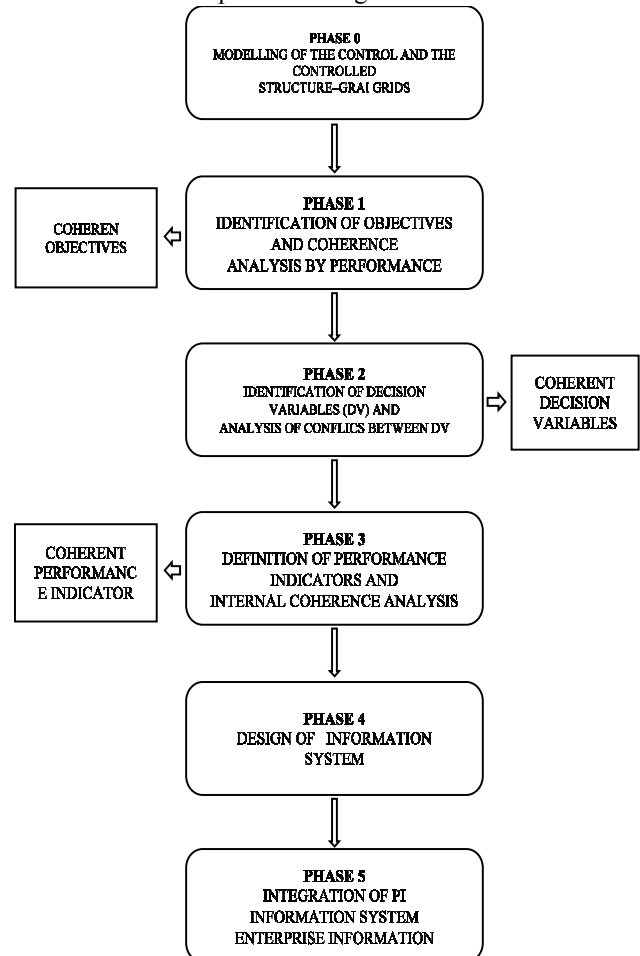 PHASE 0
MODELLING OF THE CONTROL AND THE
CONTROLLED
STRUCTURE–GRAI GRIDS
PHASE 1
IDENTIFICATION OF OBJECTIVES
AND COHERENCE
ANALYSIS BY PERFORMANCE
COHEREN
OBJECTIVES
PHASE 2
IDENTIFICATION OF DECISION
VARIABLES (DV) AND
ANALYSIS OF CONFLICS BETWEEN DV
COHERENT
DECISION
VARIABLES
PHASE 3
DEFINITION OF PERFORMANCE
INDICATORS AND
INTERNAL COHERENCE ANALYSIS
COHERENT
PERFORMANC
E INDICATOR
PHASE 4
DESIGN OF INFORMATION
SYSTEM
PHASE 5
INTEGRATION OF PI
INFORMATION SYSTEM
ENTERPRISE INFORMATION